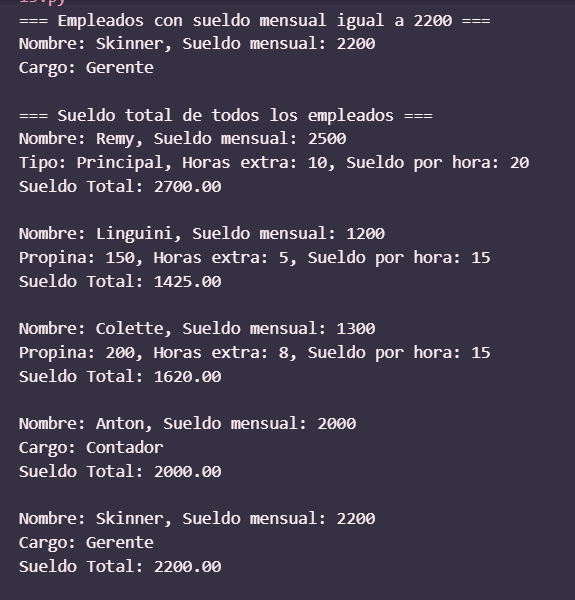 === Empleados con sueldo mensual igual a 2200 ===
Nombre: Skinner, Sueldo mensual: 2200
Cargo: Gerente
=== Sueldo total de todos los empleados ===
Nombre: Remy, Sueldo mensual: 2500
Tipo: Principal, Horas extra: 10, Sueldo por hora: 20
Sueldo Total: 2700.00
Nombre: Linguini, Sueldo mensual: 1200
Propina: 150, Horas extra: 5, Sueldo por hora: 15
Sueldo Total: 1425.00
Nombre: Colette, Sueldo mensual: 1300
Propina: 200, Horas extra: 8, Sueldo por hora: 15
Sueldo Total: 1620.00
Nombre: Anton, Sueldo mensual: 2000
Cargo: Contador
Sueldo Total: 2000.00
Nombre: Skinner, Sueldo mensual: 2200
Cargo: Gerente
Sueldo Total: 2200.00